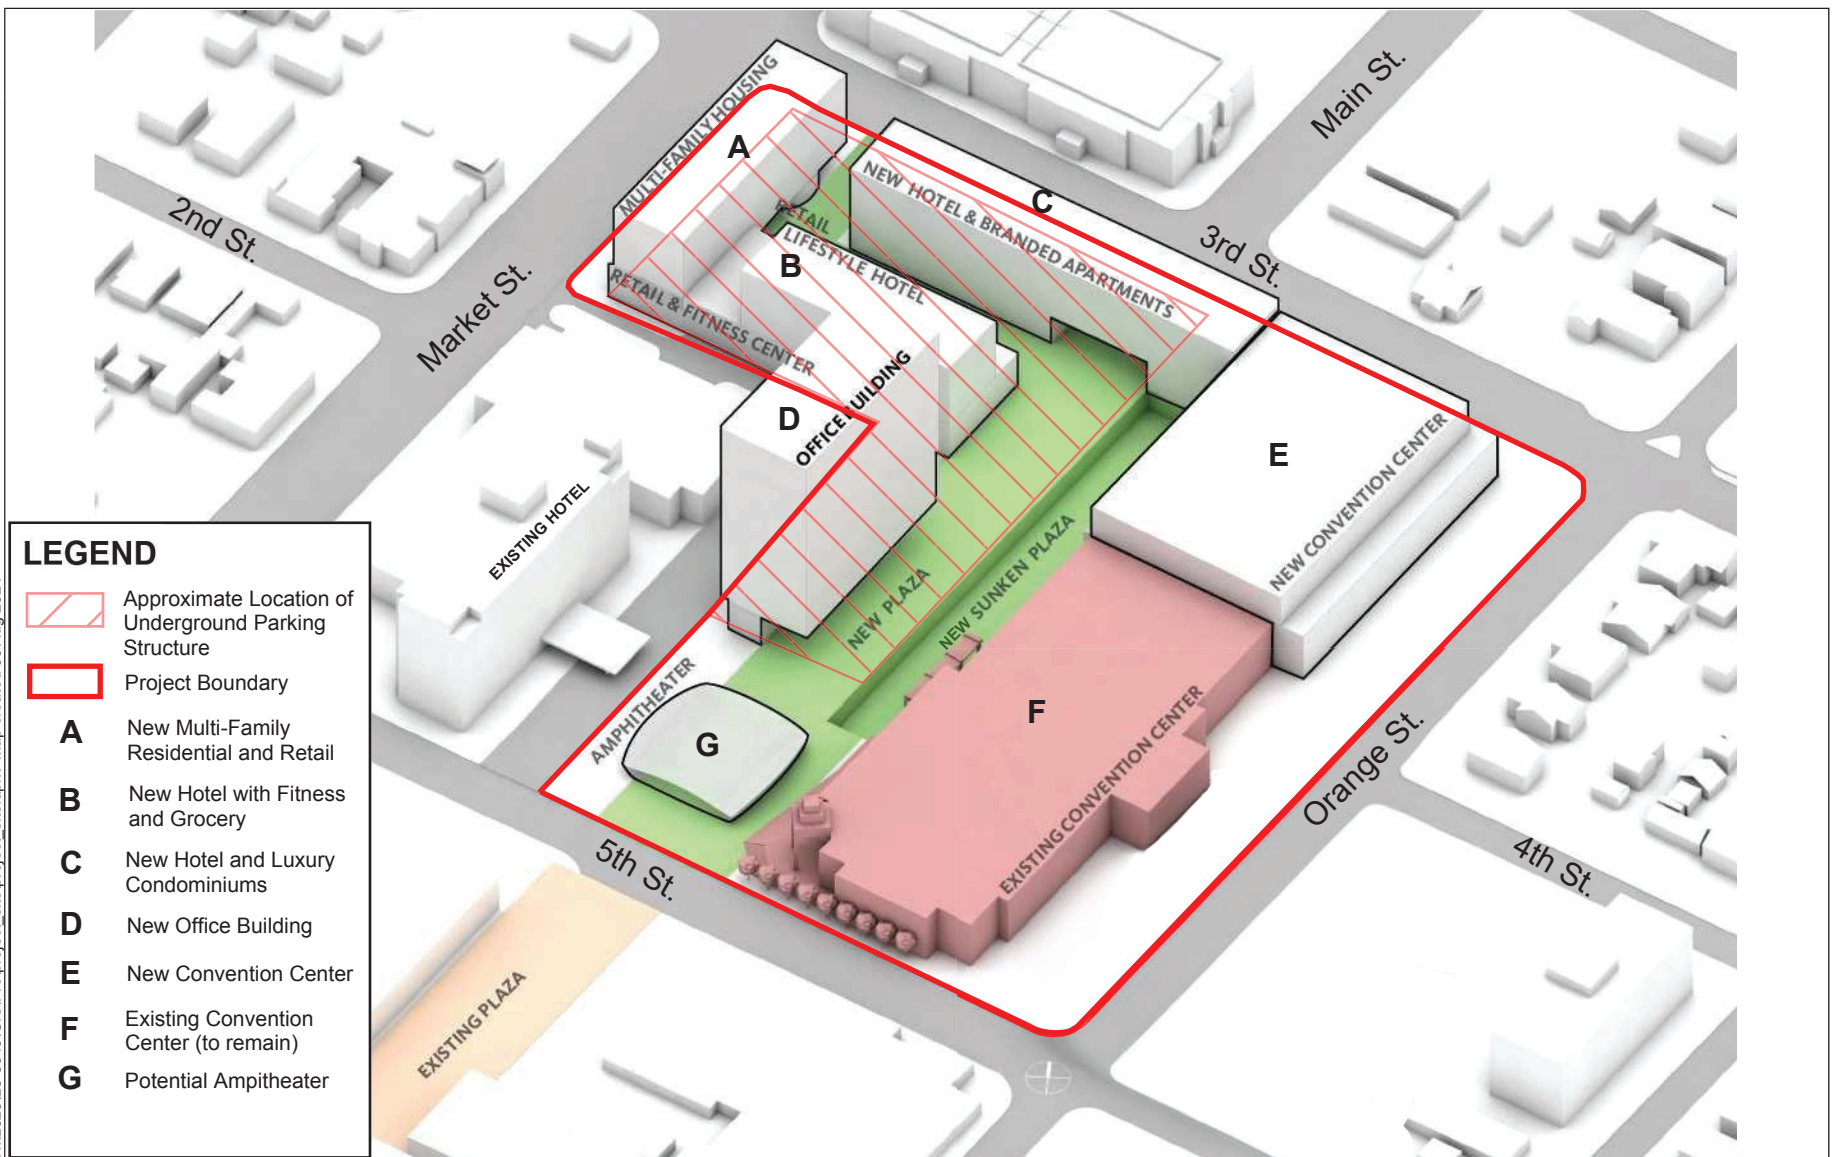 MULTI-FAMILY HOUSING
A
RETAIL
LIFESTYLE HOTEL
B
NEW HOTEL & BRANDED APARTMENTS
C
RETAIL & FITNESS CENTER
D
OFFICE BUILDING
E
NEW CONVENTION CENTER
NEW PLAZA
NEW SUNKEN PLAZA
F
EXISTING CONVENTION CENTER
AMPHITHEATER
G
EXISTING HOTEL
EXISTING PLAZA
2nd St.
Market St.
Main St.
3rd St.
Orange St.
4th St.
5th St.
LEGEND
Approximate Location of
Underground Parking
Structure
Project Boundary
A
New Multi-Family
Residential and Retail
B
New Hotel with Fitness
and Grocery
C
New Hotel and Luxury
Condominiums
D
New Office Building
E
New Convention Center
F
Existing Convention
Center (to remain)
G
Potential Ampitheater